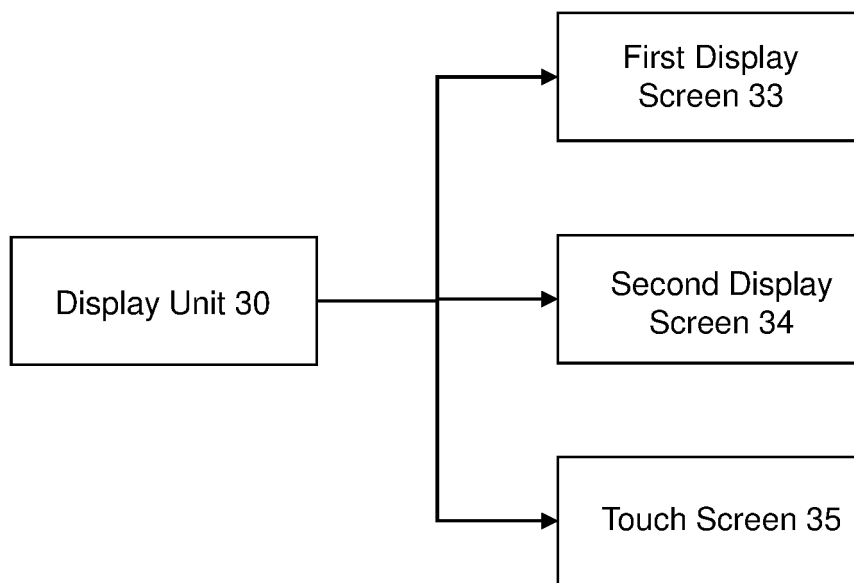 First Display
Screen 33
Display Unit 30
Second Display
Screen 34
Touch Screen 35